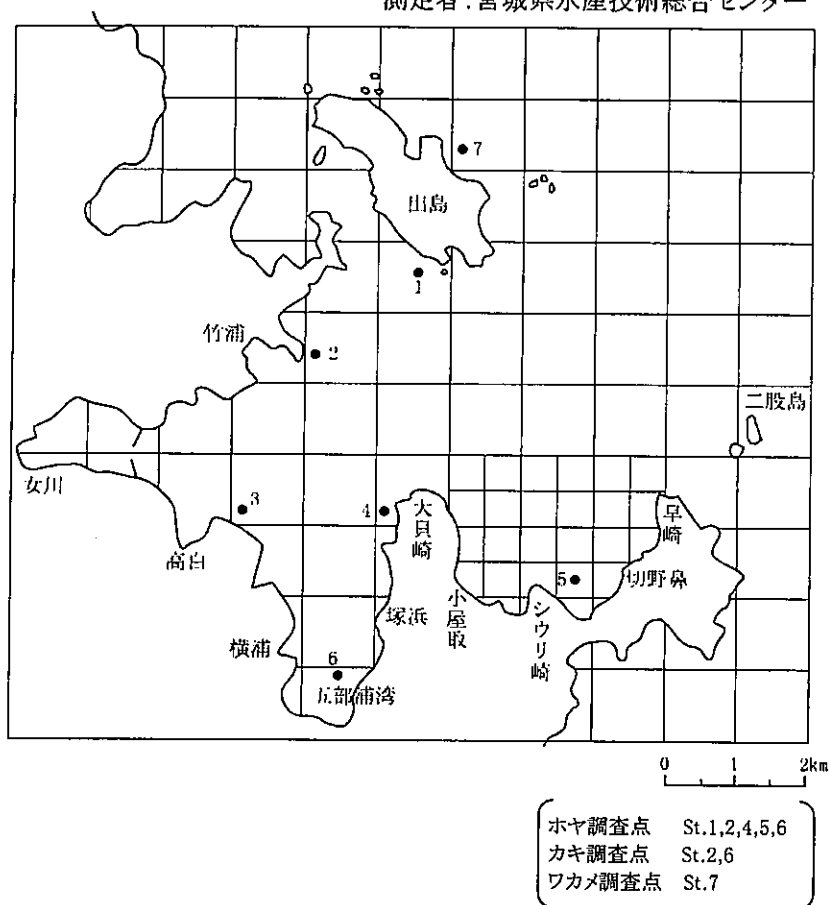 測定者:宮城県水産技術総合センター
7
出島
1
竹浦
2
二股島
女川
3
4
大貝崎
早崎
高白
5
切野鼻
小屋取
シウリ崎
塚浜
横浦
6
五部浦湾
0 1 2km
ホヤ調査点 St.1,2,4,5,6
カキ調査点 St.2,6
ワカメ調査点 St.7